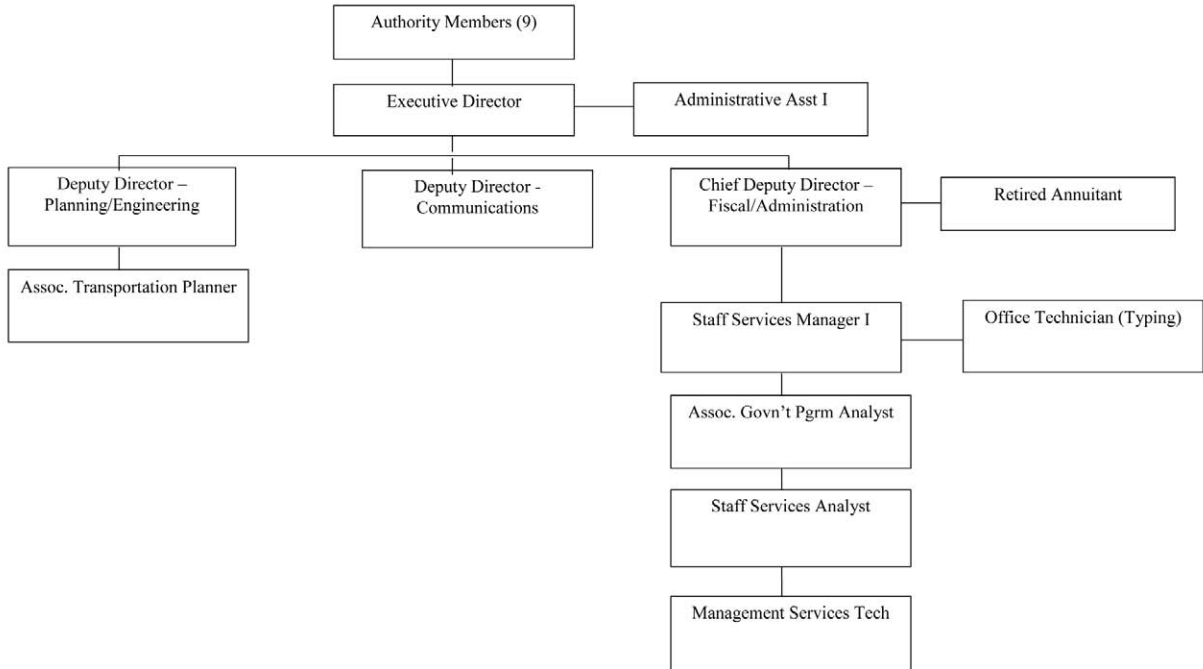 Authority Members (9)
Executive Director
Administrative Asst I
Deputy Director –
Planning/Engineering
Deputy Director -
Communications
Chief Deputy Director –
Fiscal/Administration
Retired Annuitant
Assoc. Transportation Planner
Staff Services Manager I
Office Technician (Typing)
Assoc. Govn’t Pgrm Analyst
Staff Services Analyst
Management Services Tech